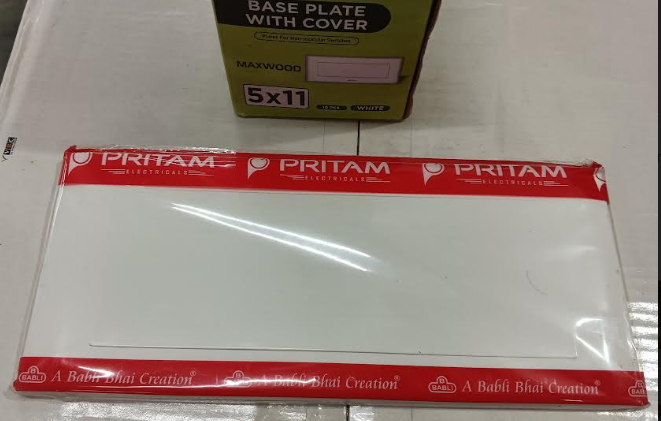 BASE PLATE
WITH COVER
MAXWOOD
5x11
WHITE
PRITAM
ELECTRICALS
PRITAM
ELECTRICALS
PRITAM
ELECTRICALS
BABLI A Babli Bhai Creation®
BABLI A Babli Bhai Creation®
BABLI A Babli Bhai Creation®